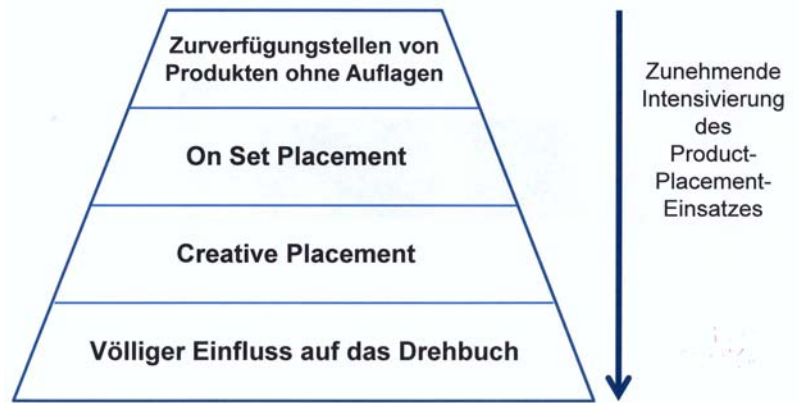 Zurverfügungstellen von
Produkten ohne Auflagen
On Set Placement
Creative Placement
Völliger Einfluss auf das Drehbuch
Zunehmende
Intensivierung
des
Product-
Placement-
Einsatzes